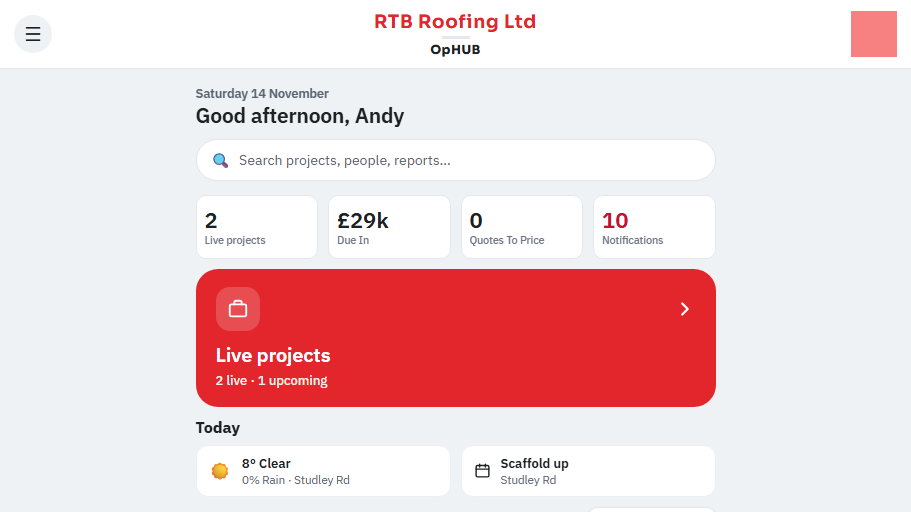 RTB Roofing Ltd
OpHUB
Saturday 14 November
Good afternoon, Andy
Search projects, people, reports...
2
Live projects
£29k
Due In
0
Quotes To Price
10
Notifications
Live projects
2 live · 1 upcoming
Today
8° Clear
0% Rain · Studley Rd
Scaffold up
Studley Rd